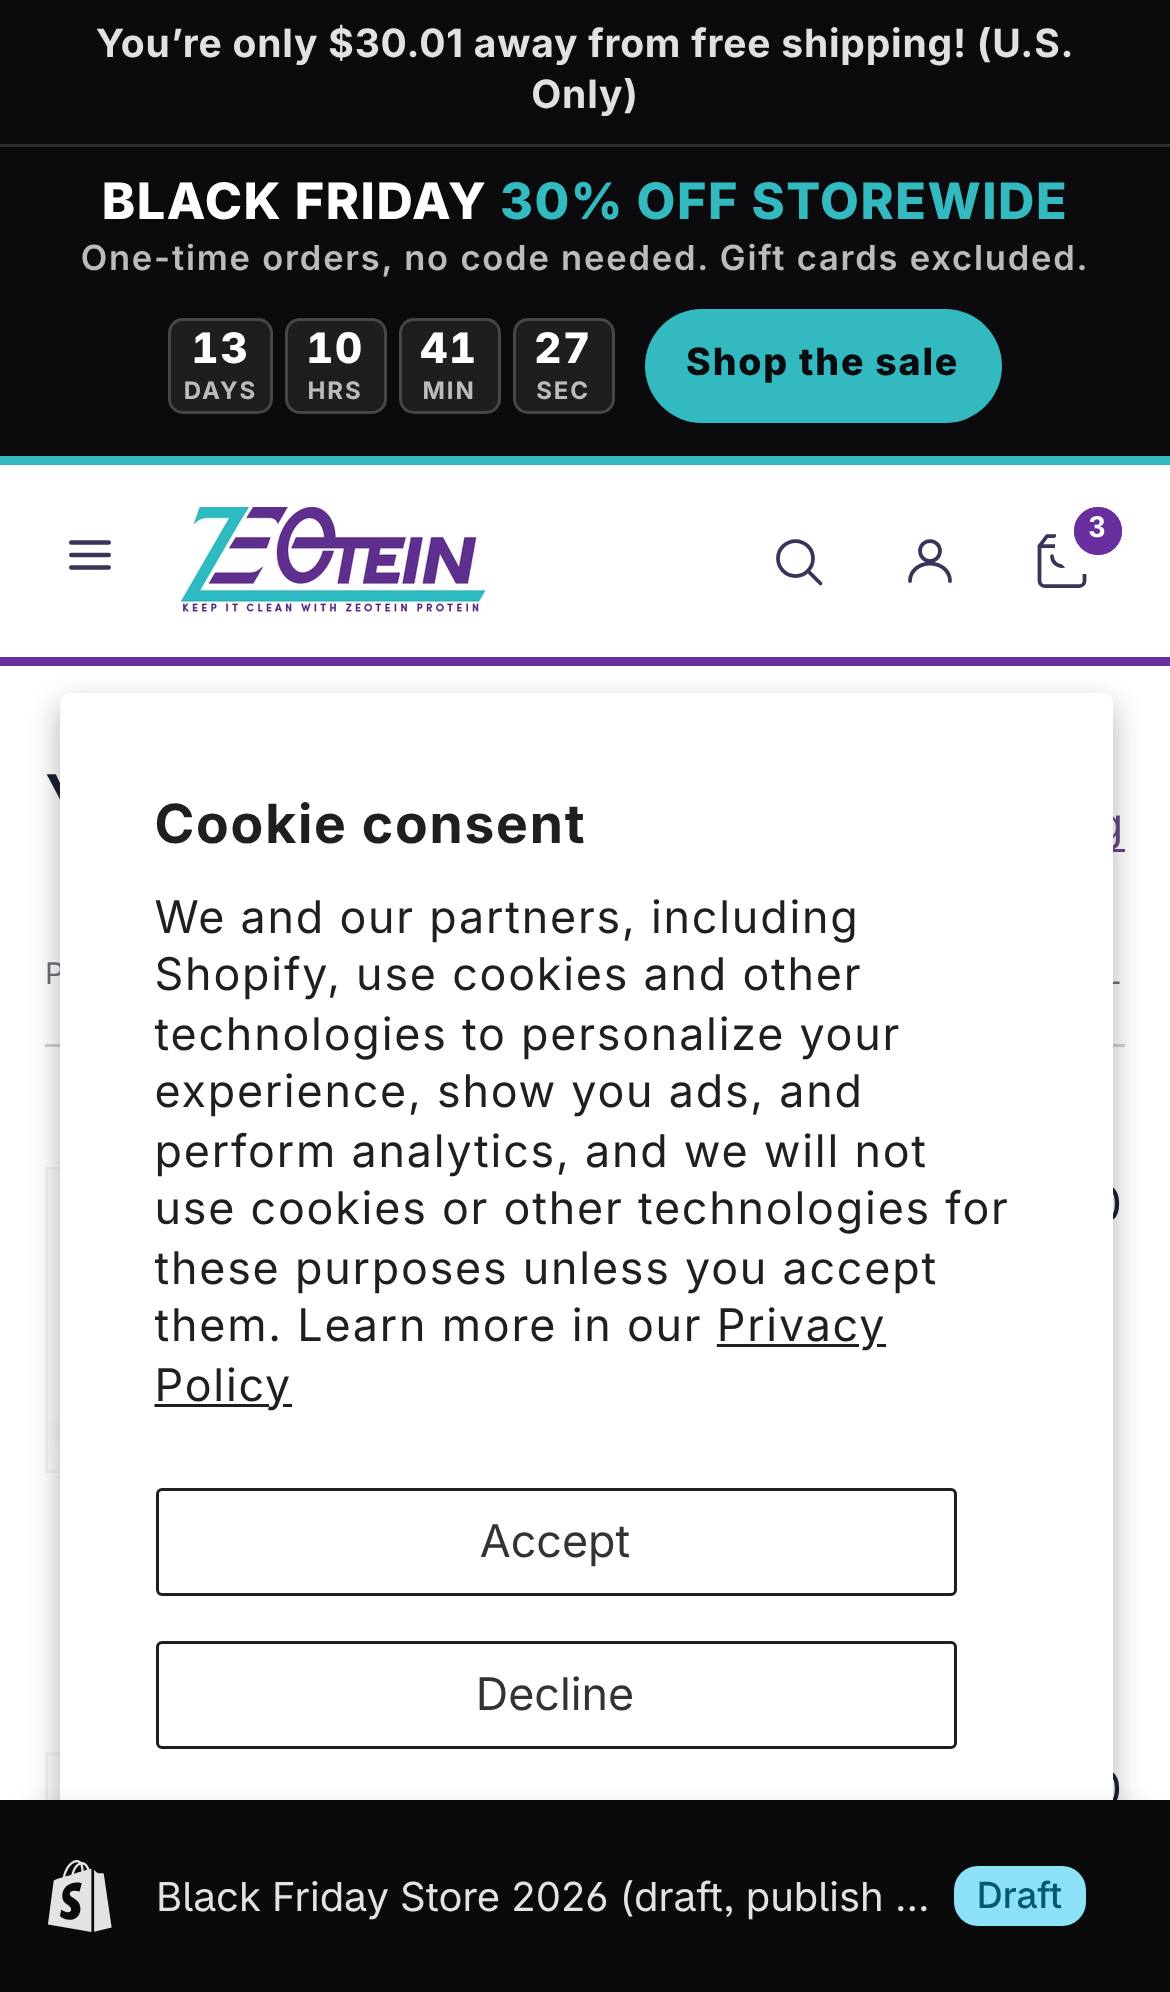 You’re only $30.01 away from free shipping! (U.S.
Only)
BLACK FRIDAY 30% OFF STOREWIDE
One-time orders, no code needed. Gift cards excluded.
13 10 41 27
DAYS HRS MIN SEC
Shop the sale
ZEOTEIN
KEEP IT CLEAN WITH ZEOTEIN PROTEIN
3
Cookie consent
We and our partners, including
Shopify, use cookies and other
technologies to personalize your
experience, show you ads, and
perform analytics, and we will not
use cookies or other technologies for
these purposes unless you accept
them. Learn more in our Privacy
Policy
Accept
Decline
Black Friday Store 2026 (draft, publish ...
Draft